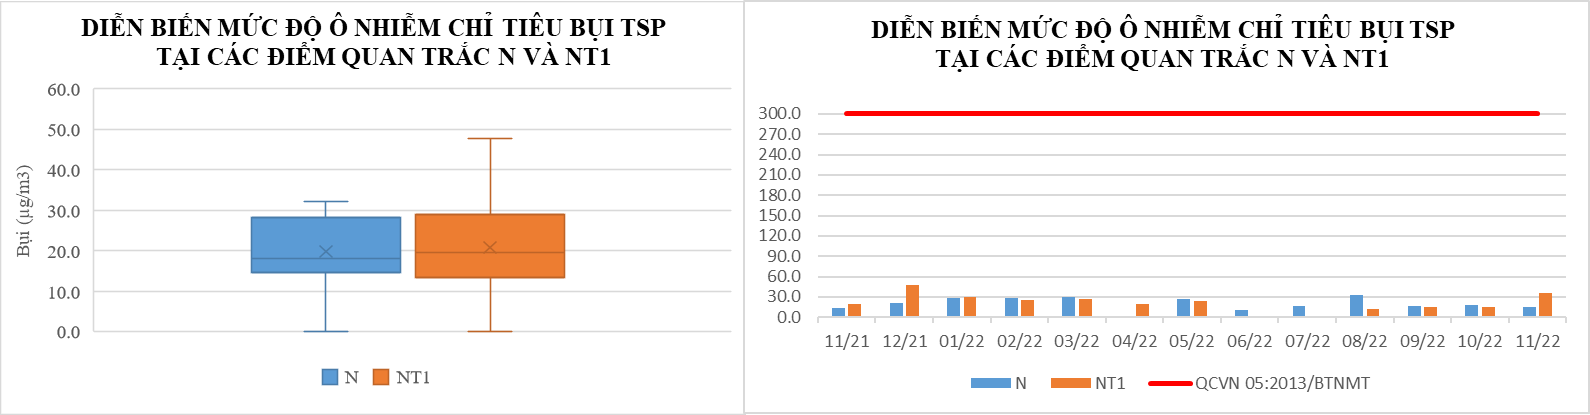 DIỄN BIẾN MỨC ĐỘ Ô NHIỄM CHỈ TIÊU BỤI TSP
TẠI CÁC ĐIỂM QUAN TRẮC N VÀ NT1
60.0
50.0
40.0
30.0
20.0
10.0
0.0
Bụi (µg/m3)
N NT1
DIỄN BIẾN MỨC ĐỘ Ô NHIỄM CHỈ TIÊU BỤI TSP
TẠI CÁC ĐIỂM QUAN TRẮC N VÀ NT1
300.0
270.0
240.0
210.0
180.0
150.0
120.0
90.0
60.0
30.0
0.0
11/21 12/21 01/22 02/22 03/22 04/22 05/22 06/22 07/22 08/22 09/22 10/22 11/22
N NT1 QCVN 05:2013/BTNMT